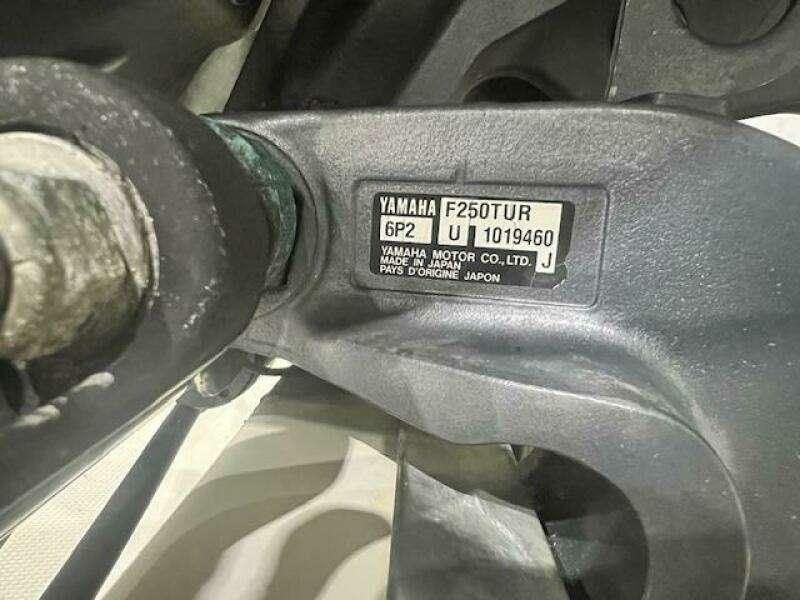 YAMAHA F250TUR
6P2 U 1019460
YAMAHA MOTOR CO., LTD. J
MADE IN JAPAN
PAYS D'ORIGINE JAPON